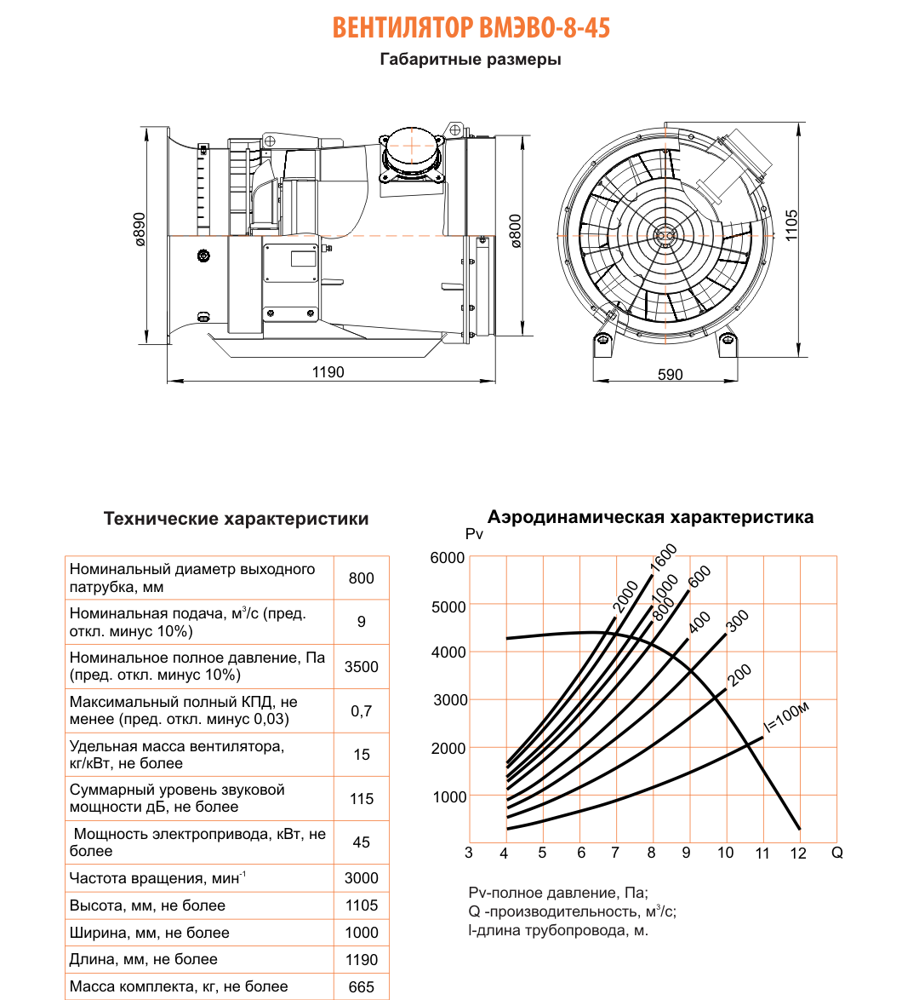 ВЕНТИЛЯТОР ВМЭВО-8-45
Габаритные размеры
ø890
ø800
1105
1190
590
Технические характеристики
Номинальный диаметр выходного
патрубка, мм
800
Номинальная подача, м³/с (пред.
откл. минус 10%)
9
Номинальное полное давление, Па
(пред. откл. минус 10%)
3500
Максимальный полный КПД, не
менее (пред. откл. минус 0,03)
0,7
Удельная масса вентилятора,
кг/кВт, не более
15
Суммарный уровень звуковой
мощности дБ, не более
115
Мощность электропривода, кВт, не
более
45
Частота вращения, мин⁻¹
3000
Высота, мм, не более
1105
Ширина, мм, не более
1000
Длина, мм, не более
1190
Масса комплекта, кг, не более
665
Аэродинамическая характеристика
Pv
6000
5000
4000
3000
2000
1000
2000
1600
1000
800
600
400
300
200
l=100м
3 4 5 6 7 8 9 10 11 12 Q
Pv-полное давление, Па;
Q -производительность, м³/с;
l-длина трубопровода, м.